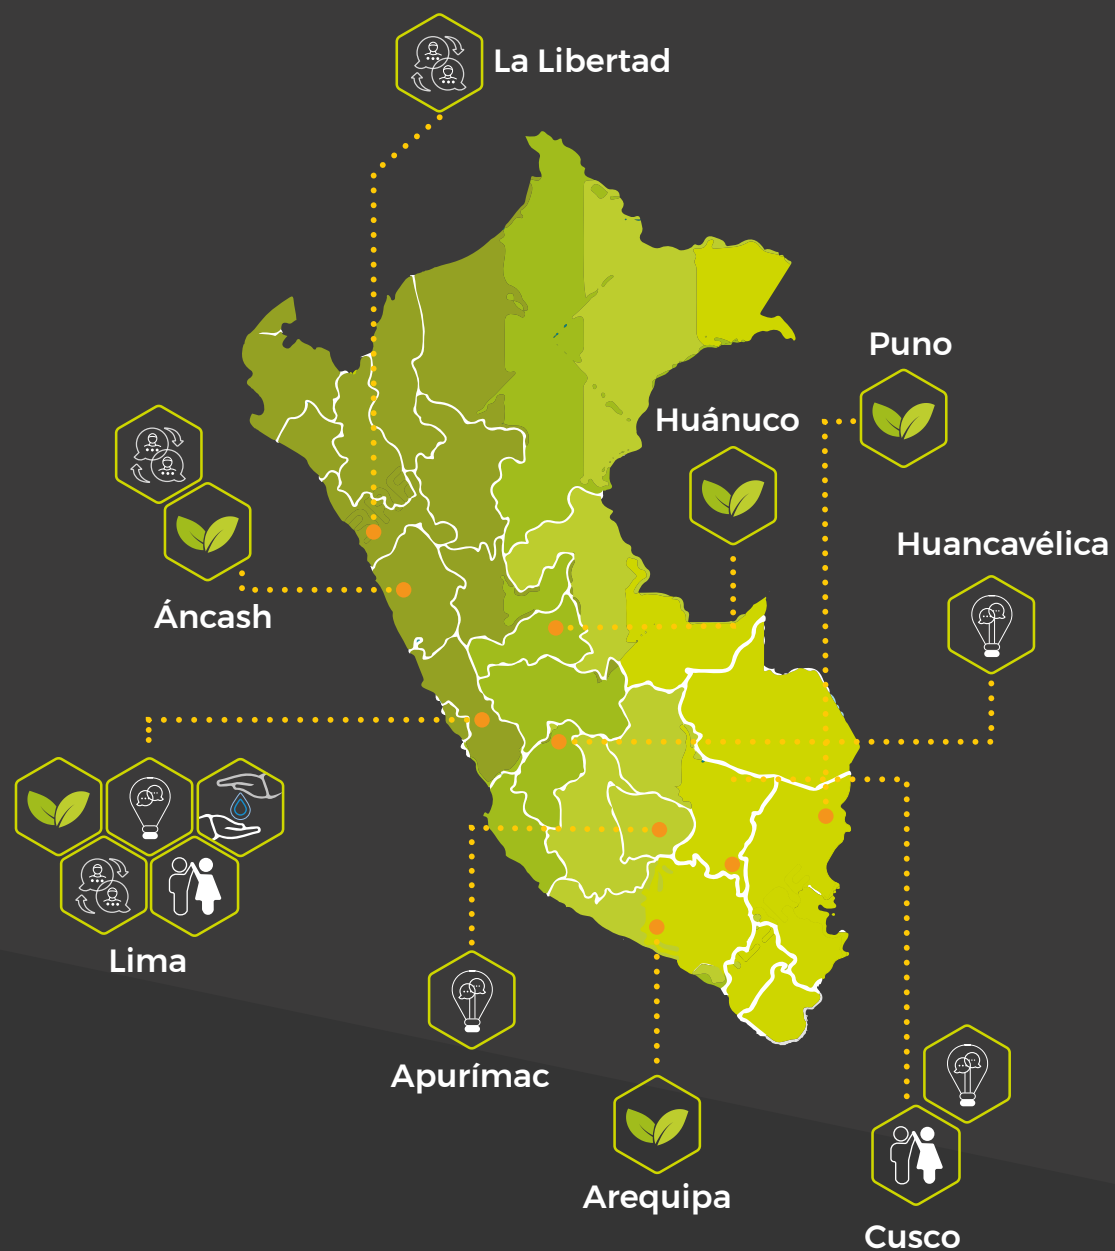 La Libertad
Puno
Huánuco
Huancavélica
Áncash
Lima
Apurímac
Arequipa
Cusco